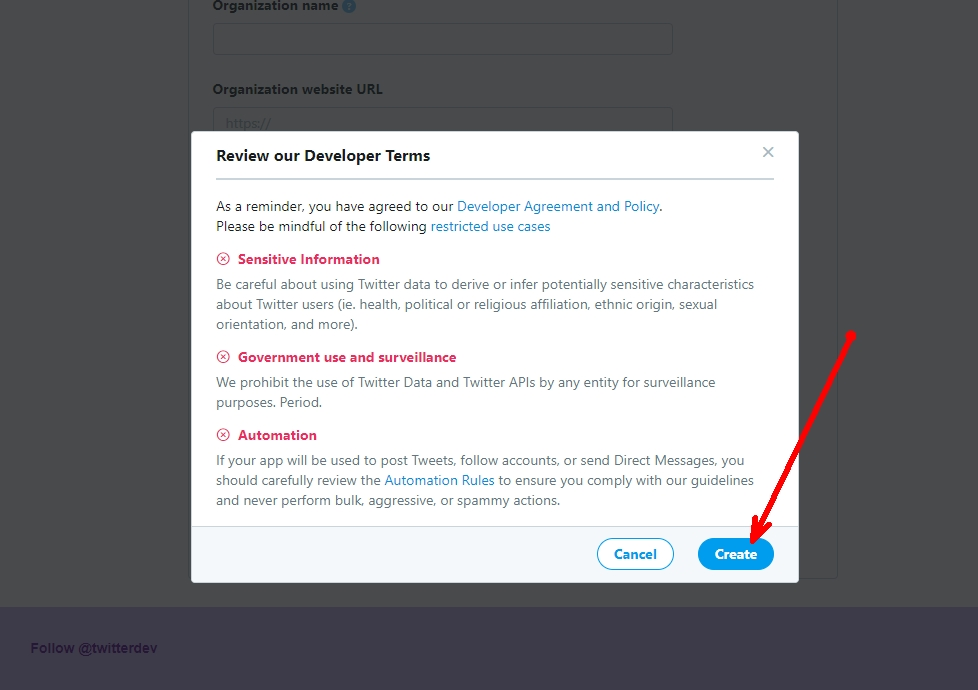 Organization name ?
Organization website URL
https://
Review our Developer Terms
As a reminder, you have agreed to our Developer Agreement and Policy.
Please be mindful of the following restricted use cases
Sensitive Information
Be careful about using Twitter data to derive or infer potentially sensitive characteristics
about Twitter users (ie. health, political or religious affiliation, ethnic origin, sexual
orientation, and more).
Government use and surveillance
We prohibit the use of Twitter Data and Twitter APIs by any entity for surveillance
purposes. Period.
Automation
If your app will be used to post Tweets, follow accounts, or send Direct Messages, you
should carefully review the Automation Rules to ensure you comply with our guidelines
and never perform bulk, aggressive, or spammy actions.
Cancel Create
Follow @twitterdev